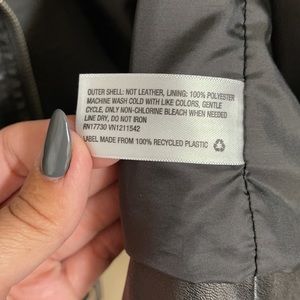 OUTER SHELL: NOT LEATHER, LINING: 100% POLYESTER
MACHINE WASH COLD WITH LIKE COLORS, GENTLE
CYCLE, ONLY NON-CHLORINE BLEACH WHEN NEEDED
LINE DRY, DO NOT IRON
RN17730 VN1211542
LABEL MADE FROM 100% RECYCLED PLASTIC